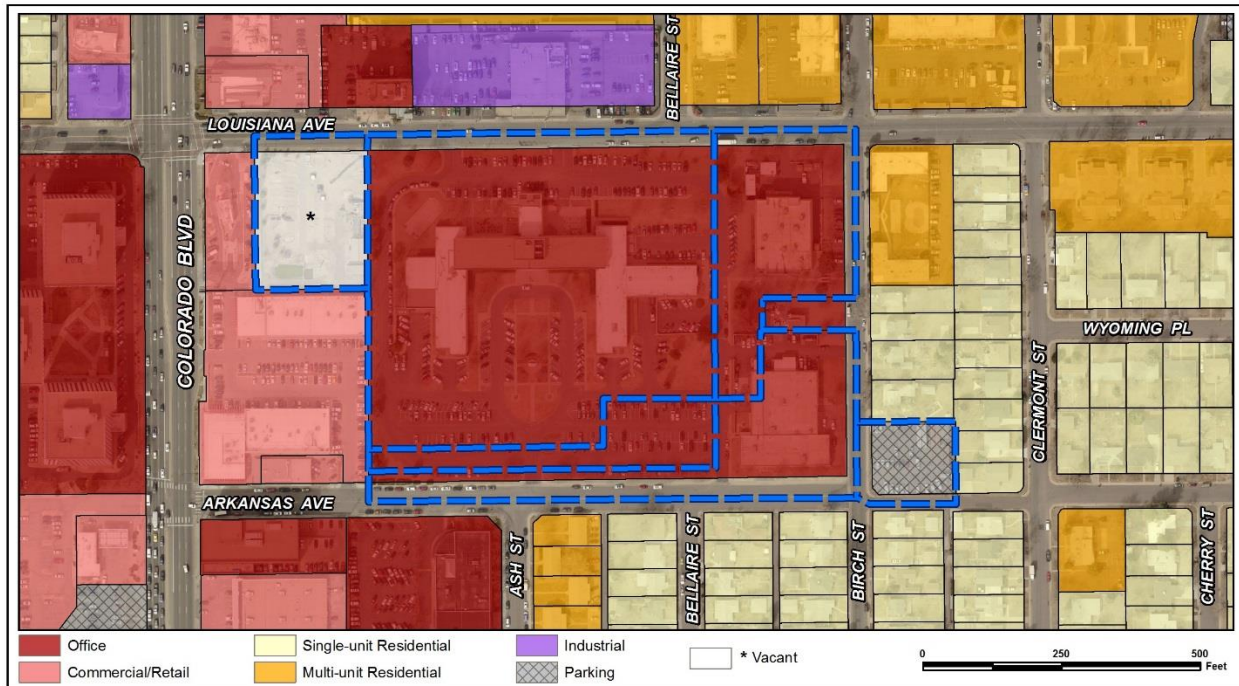 BELLAIRE ST
LOUISIANA AVE
*
COLORADO BLVD
WYOMING PL
CLERMONT ST
ARKANSAS AVE
ASH ST
BELLAIRE ST
BIRCH ST
CHERRY ST
Office
Single-unit Residential
Industrial
* Vacant
Commercial/Retail
Multi-unit Residential
Parking
0 250 500
Feet